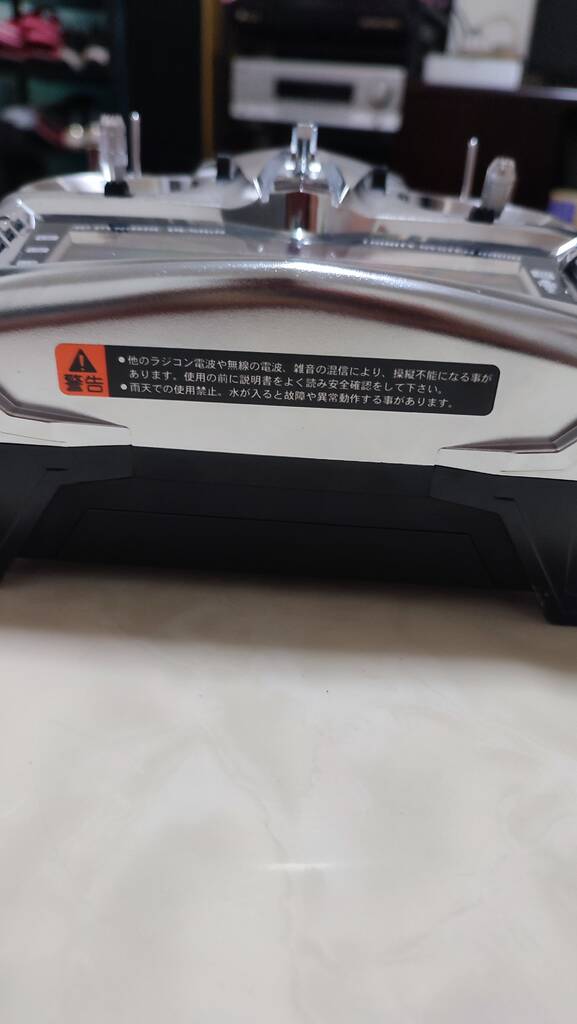 警告
●他のラジコン電波や無線の電波、雑音の混信により、操縦不能になる事が
あります。使用の前に説明書をよく読み安全確認をして下さい。
●雨天での使用禁止。水が入ると故障や異常動作する事があります。